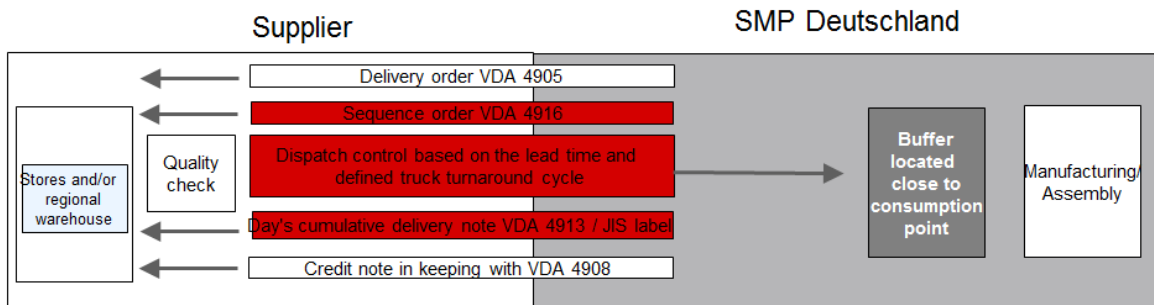 Supplier
SMP Deutschland
Delivery order VDA 4905
Sequence order VDA 4916
Stores and/or
regional
warehouse
Quality
check
Dispatch control based on the lead time and
defined truck turnaround cycle
Buffer
located
close to
consumption
point
Manufacturing/
Assembly
Day's cumulative delivery note VDA 4913 / JIS label
Credit note in keeping with VDA 4908